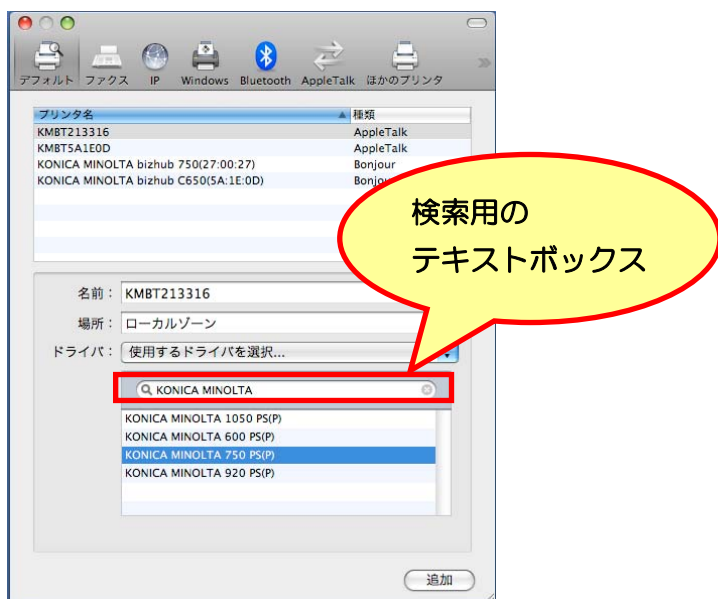 デフォルト ファクス IP Windows Bluetooth AppleTalk ほかのプリンタ
プリンタ名 種類
KMBT213316 AppleTalk
KMBT5A1E0D AppleTalk
KONICA MINOLTA bizhub 750(27:00:27) Bonjour
KONICA MINOLTA bizhub C650(5A:1E:0D)
検索用の
テキストボックス
名前： KMBT213316
場所： ローカルゾーン
ドライバ： 使用するドライバを選択...
KONICA MINOLTA
KONICA MINOLTA 1050 PS(P)
KONICA MINOLTA 600 PS(P)
KONICA MINOLTA 750 PS(P)
KONICA MINOLTA 920 PS(P)
追加